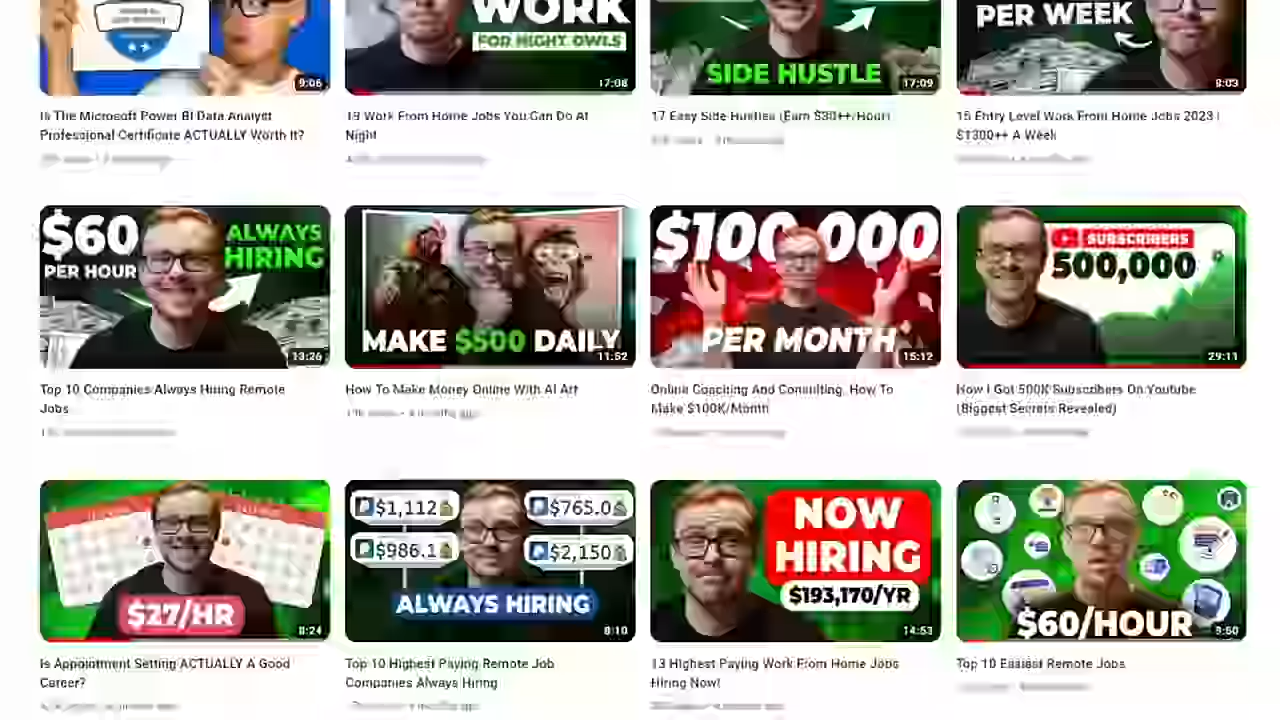 WORK
FOR NIGHT OWLS
SIDE HUSTLE
PER WEEK
9:06
17:08
17:09
8:03
Is The Microsoft Power BI Data Analyst
Professional Certificate ACTUALLY Worth It?
19 Work From Home Jobs You Can Do At
Night
17 Easy Side Hustles (Earn $30++/Hour)
15 Entry Level Work From Home Jobs 2023 |
$1300++ A Week
$60
PER HOUR
ALWAYS
HIRING
13:26
MAKE $500 DAILY
11:52
$100,000
PER MONTH
15:12
SUBSCRIBERS
500,000
29:11
Top 10 Companies Always Hiring Remote
Jobs
How To Make Money Online With AI Art
Online Coaching And Consulting, How To
Make $100K/Month
How I Got 500K Subscribers On Youtube
(Biggest Secrets Revealed)
$27/HR
8:24
$1,112
$765.0
$986.1
$2,150
ALWAYS HIRING
8:10
NOW
HIRING
$193,170/YR
14:53
$60/HOUR
9:50
Is Appointment Setting ACTUALLY A Good
Career?
Top 10 Highest Paying Remote Job
Companies Always Hiring
13 Highest Paying Work From Home Jobs
Hiring Now!
Top 10 Easiest Remote Jobs